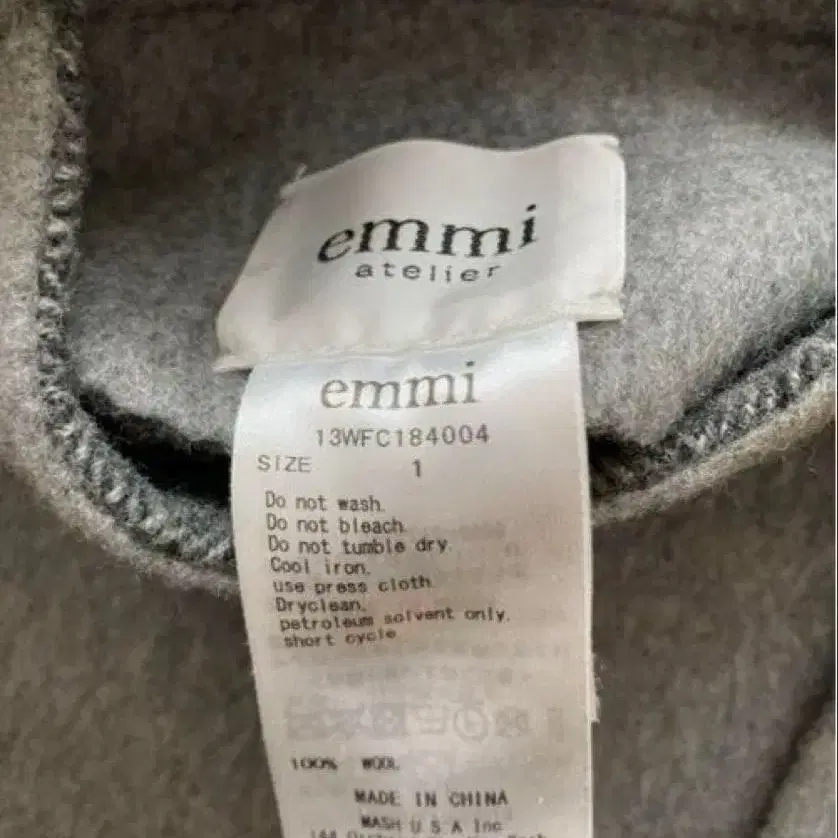 emmi
atelier
emmi
13WFC184004
SIZE 1
Do not wash.
Do not bleach.
Do not tumble dry.
Cool iron.
use press cloth.
Dryclean.
petroleum solvent only.
short cycle
100% WOOL
MADE IN CHINA
MASH U S A Inc